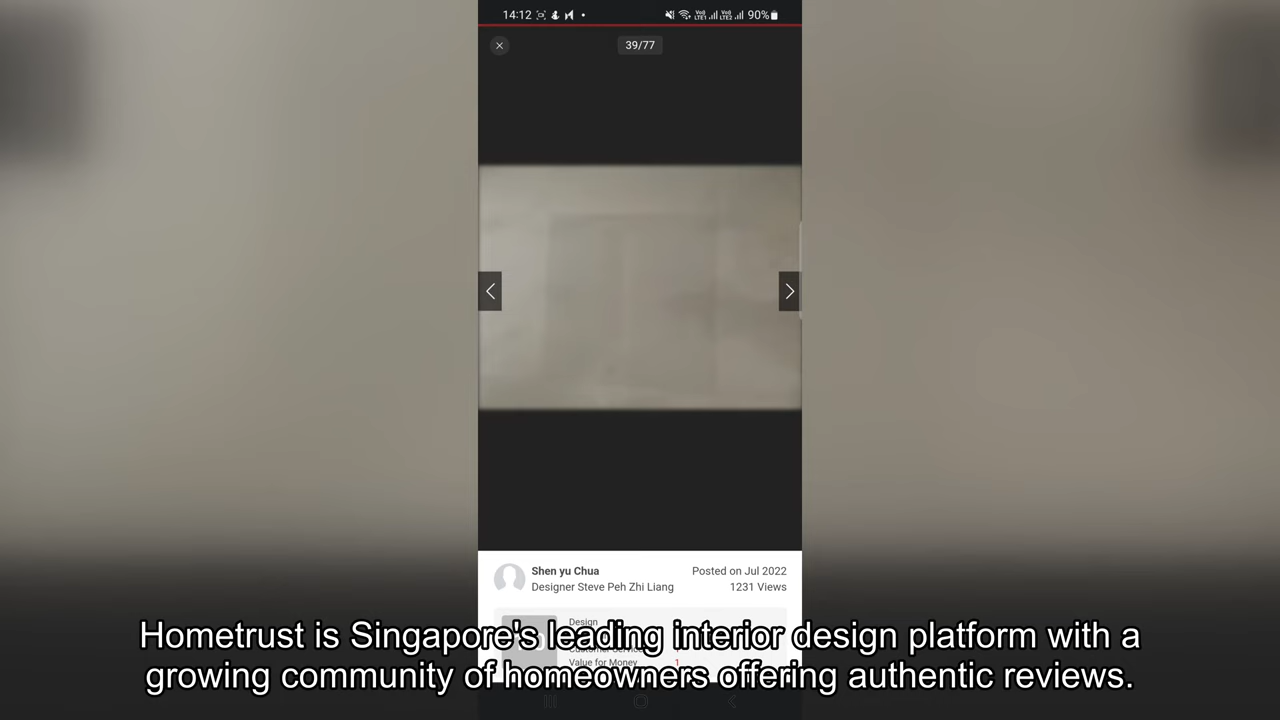 14:12 90%
39/77
Shen yu Chua Posted on Jul 2022
Designer Steve Peh Zhi Liang 1231 Views
Design
Value for Money 1
Hometrust is Singapore's leading interior design platform with a
growing community of homeowners offering authentic reviews.